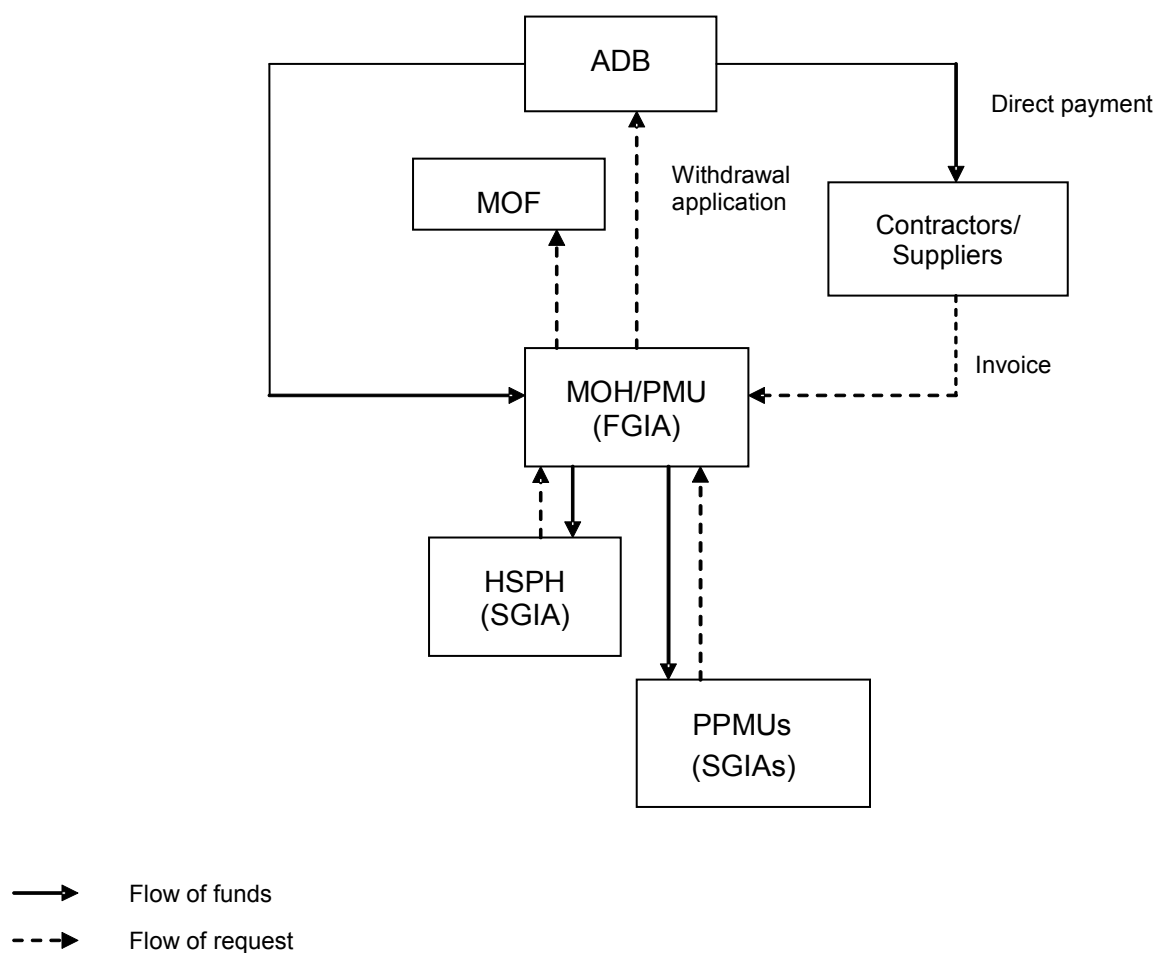 ADB
Direct payment
MOF
Withdrawal
application
Contractors/
Suppliers
Invoice
MOH/PMU
(FGIA)
HSPH
(SGIA)
PPMUs
(SGIAs)
Flow of funds
Flow of request